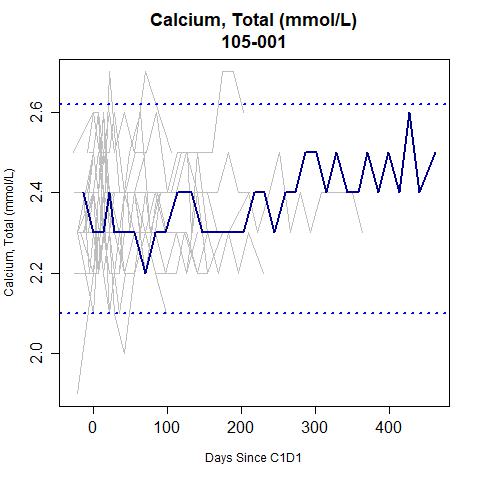 Calcium, Total (mmol/L)
105-001
Calcium, Total (mmol/L)
2.6
2.4
2.2
2.0
0 100 200 300 400
Days Since C1D1